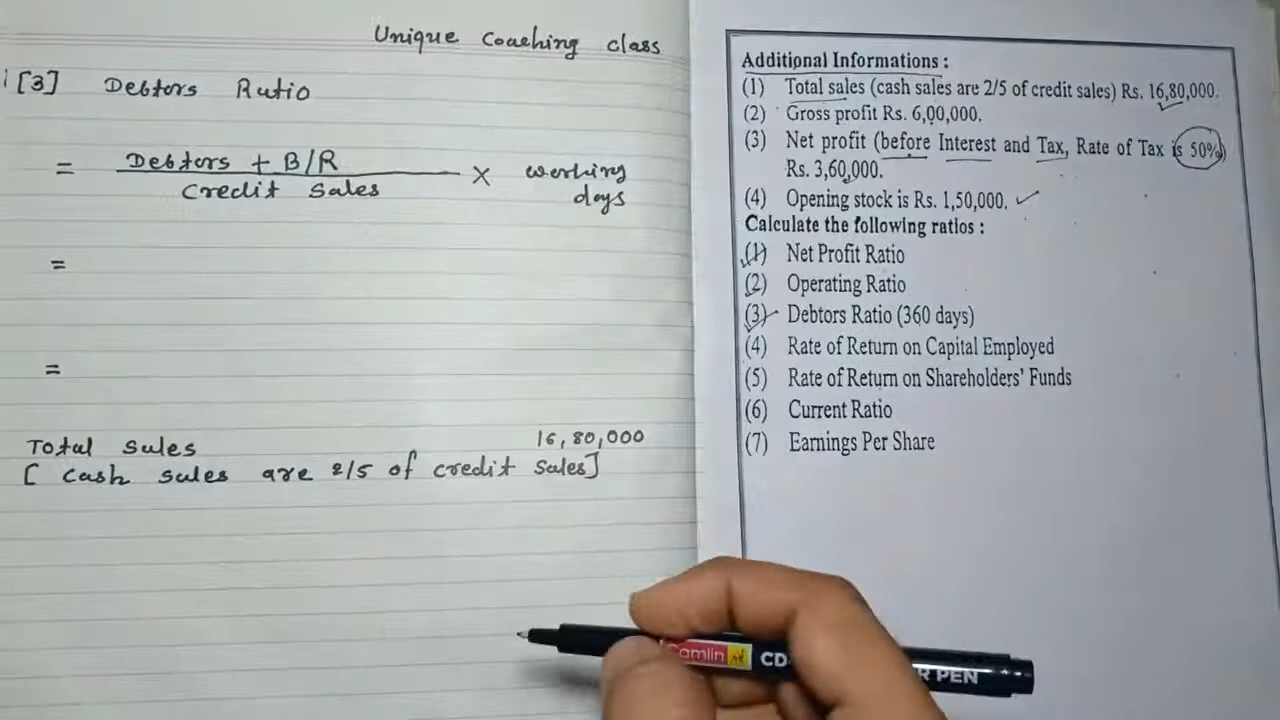 Unique Coaching class
[3] Debtors Ratio
= Debtors + B/R
Credit Sales × working days
=
=
Total Sales 16,80,000
[ Cash sales are 2/5 of credit sales]
Additional Informations :
(1) Total sales (cash sales are 2/5 of credit sales) Rs. 16,80,000.
(2) Gross profit Rs. 6,00,000.
(3) Net profit (before Interest and Tax, Rate of Tax is 50%)
Rs. 3,60,000.
(4) Opening stock is Rs. 1,50,000.
Calculate the following ratios :
(1) Net Profit Ratio
(2) Operating Ratio
(3) Debtors Ratio (360 days)
(4) Rate of Return on Capital Employed
(5) Rate of Return on Shareholders' Funds
(6) Current Ratio
(7) Earnings Per Share
Camlin CD- R PEN